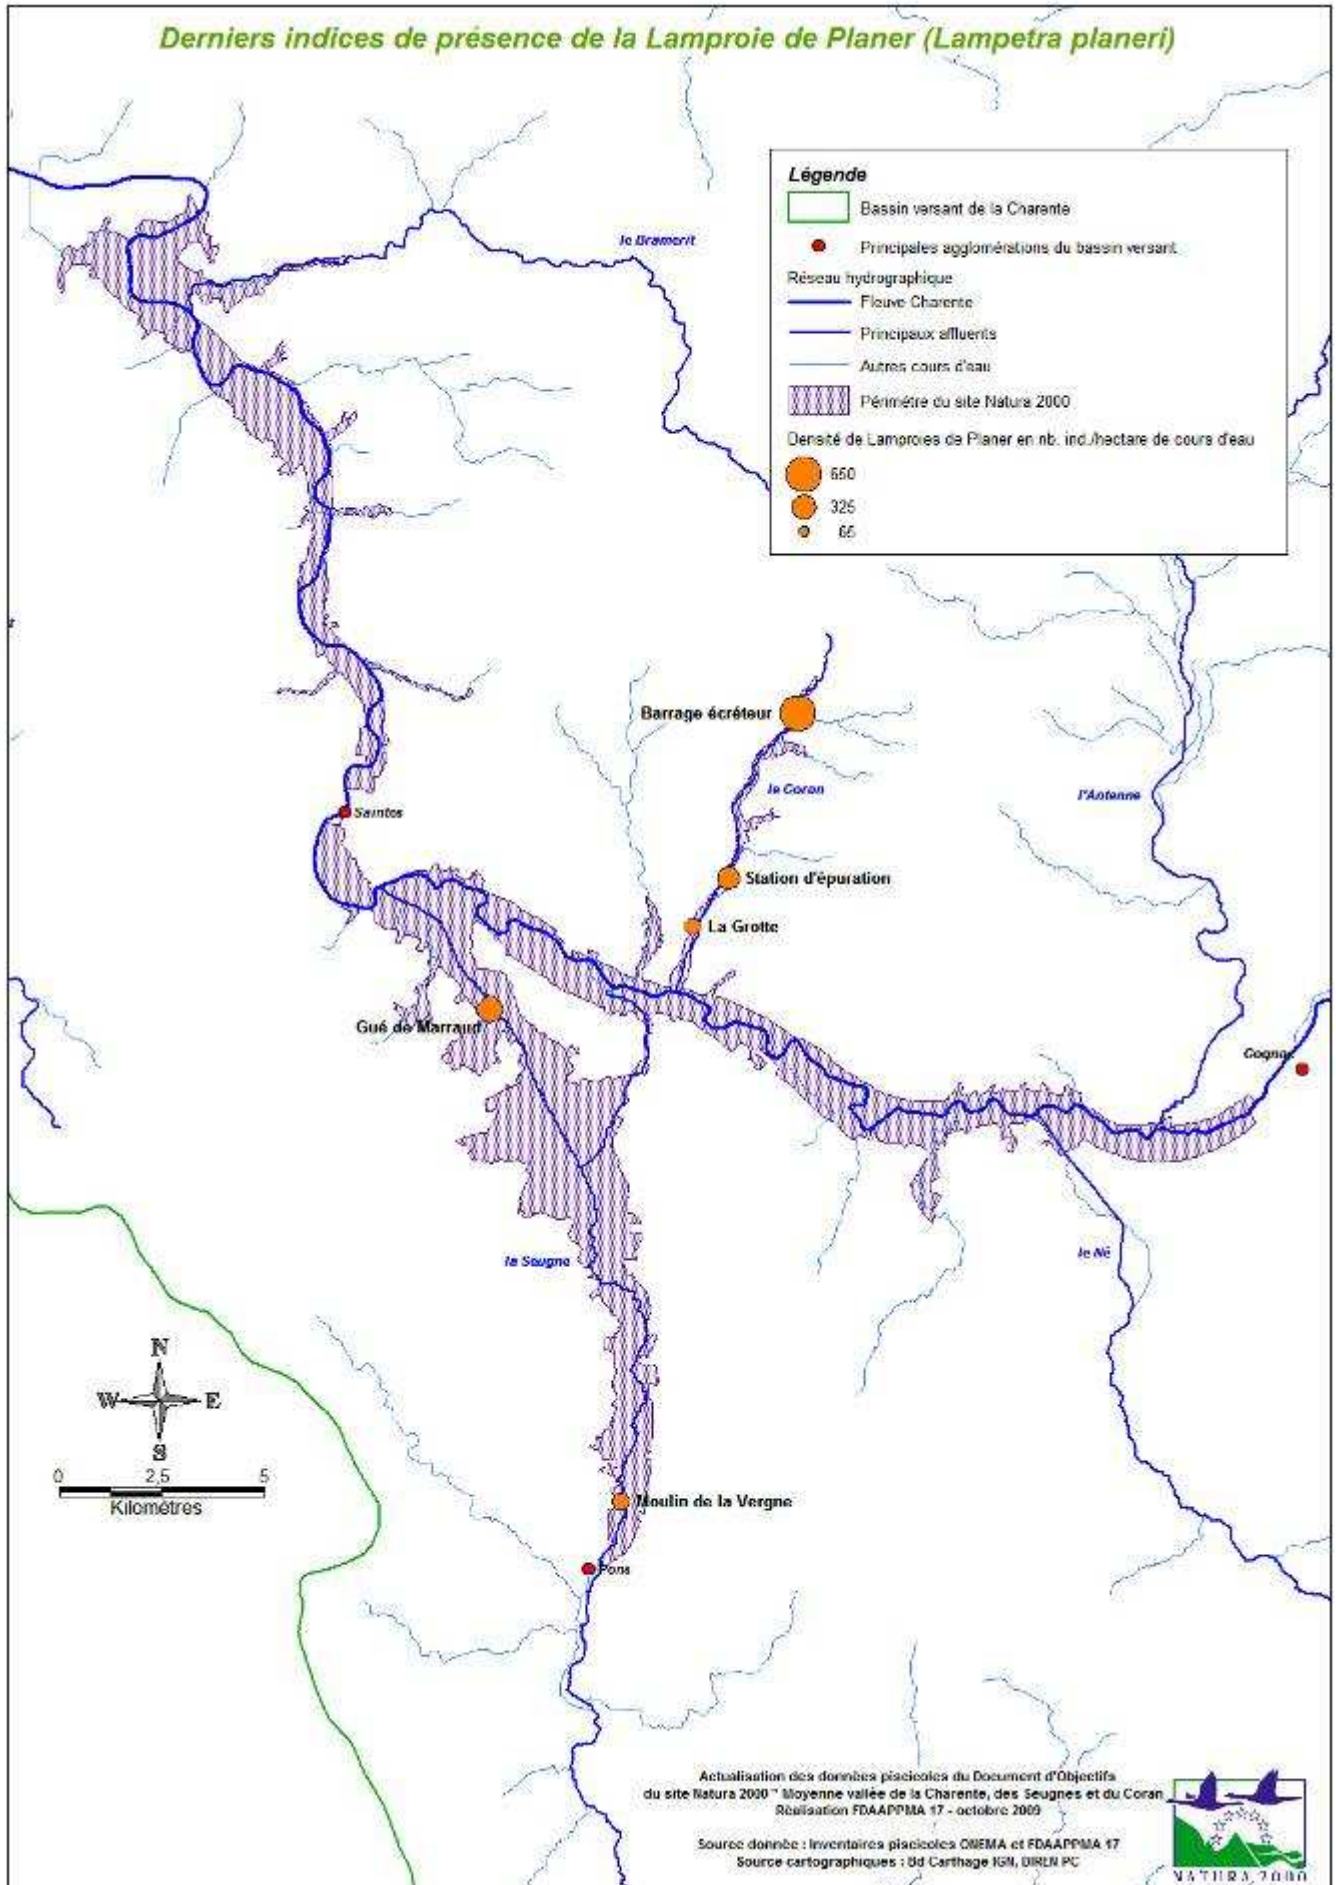 Derniers indices de présence de la Lamproie de Planer (Lampetra planeri)
Légende
Bassin versant de la Charente
Principales agglomérations du bassin versant
Réseau hydrographique
Fleuve Charente
Principaux affluents
Autres cours d'eau
Périmètre du site Natura 2000
Densité de Lamproies de Planer en nb. ind./hectare de cours d'eau
650
325
65
le Bramerit
Barrage écrêteur
le Coran
l'Antenne
Saintes
Station d'épuration
La Grotte
Gué de Marraud
Cognac
la Seugne
le Né
N
W E
S
0 2,5 5
Kilomètres
Moulin de la Vergne
Pons
Actualisation des données piscicoles du Document d'Objectifs
du site Natura 2000 " Moyenne vallée de la Charente, des Seugnes et du Coran
Réalisation FDAAPPMA 17 - octobre 2009
Source donnée : Inventaires piscicoles ONEMA et FDAAPPMA 17
Source cartographiques : Bd Carthage IGN, DIREN PC
NATURA 2000